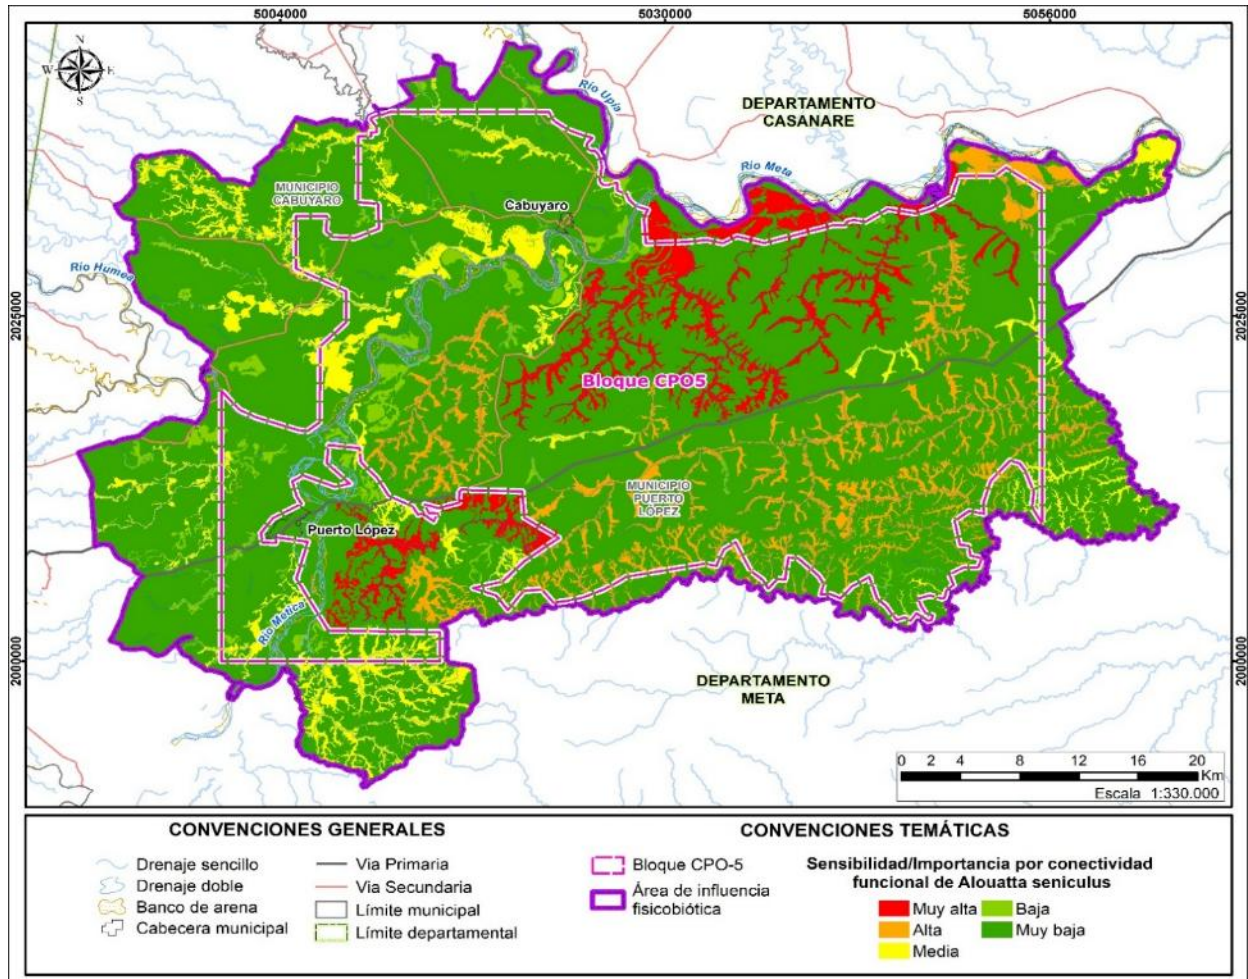 5004000
5030000
5056000
N
W
E
S
Río Upía
DEPARTAMENTO
CASANARE
Río Meta
MUNICIPIO
CABUYARO
Cabuyaro
Río Humea
2025000
2025000
Bloque CPO5
MUNICIPIO
PUERTO
LÓPEZ
Puerto López
Río Metica
2000000
2000000
DEPARTAMENTO
META
0 2 4 8 12 16 20
Km
Escala 1:330.000
CONVENCIONES GENERALES
Drenaje sencillo
Drenaje doble
Banco de arena
Cabecera municipal
Via Primaria
Via Secundaria
Límite municipal
Límite departamental
CONVENCIONES TEMÁTICAS
Bloque CPO-5
Área de influencia
fisicobiótica
Sensibilidad/Importancia por conectividad
funcional de Alouatta seniculus
Muy alta
Alta
Media
Baja
Muy baja